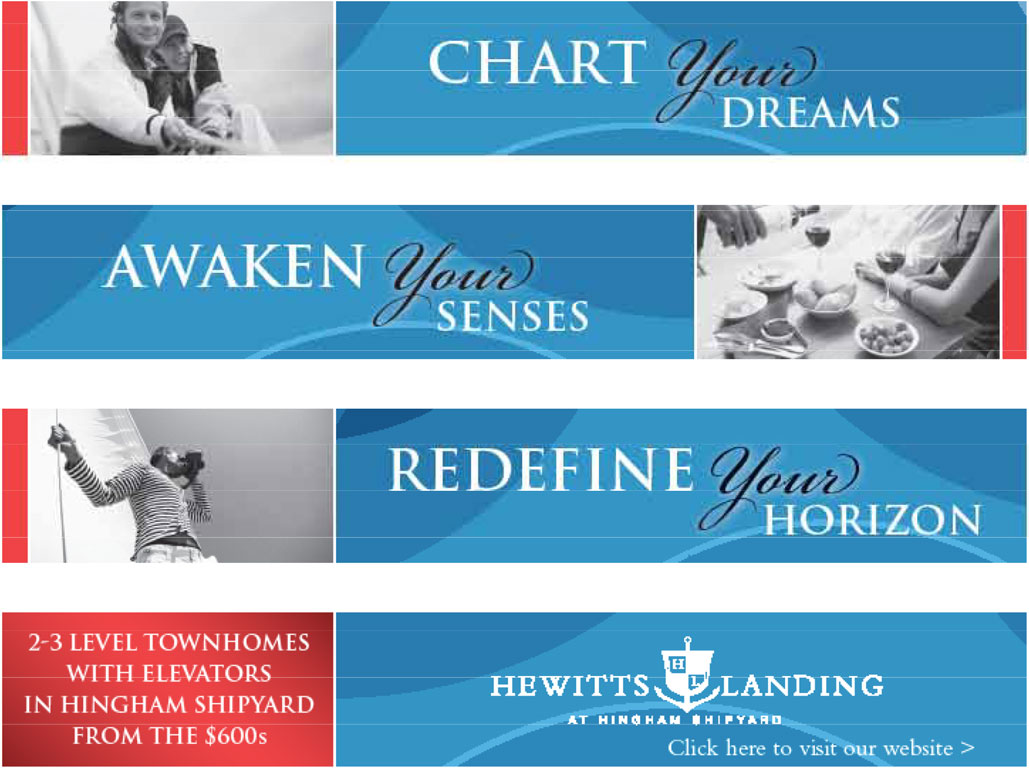 CHART Your
DREAMS
AWAKEN Your
SENSES
REDEFINE Your
HORIZON
2-3 LEVEL TOWNHOMES
WITH ELEVATORS
IN HINGHAM SHIPYARD
FROM THE $600s
H
L
HEWITTS LANDING
AT HINGHAM SHIPYARD
Click here to visit our website >